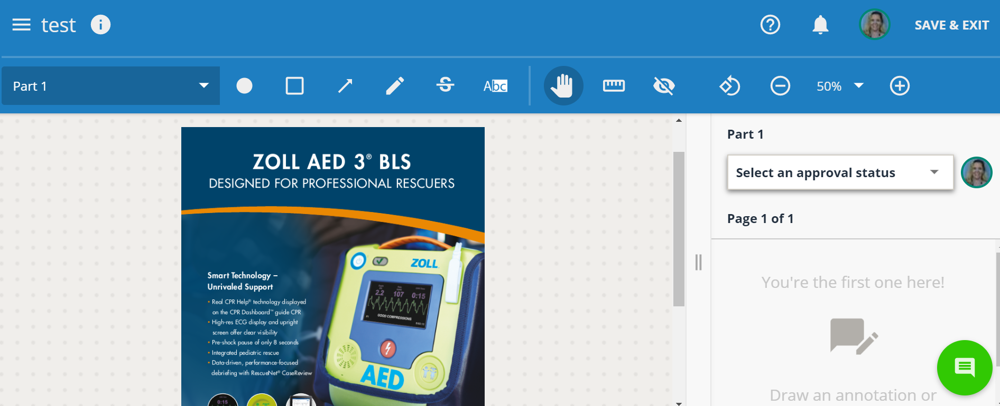 test
SAVE & EXIT
Part 1
Abc
50%
Part 1
Select an approval status
Page 1 of 1
You're the first one here!
Draw an annotation or
ZOLL AED 3® BLS
DESIGNED FOR PROFESSIONAL RESCUERS
Smart Technology –
Unrivaled Support
• Real CPR Help® technology displayed
on the CPR Dashboard™ guide CPR
• High-res ECG display and upright
screen offer clear visibility
• Pre-shock pause of only 8 seconds
• Integrated pediatric rescue
• Data-driven, performance-focused
debriefing with RescueNet® CaseReview
ZOLL
2.2 107 0:15
GOOD COMPRESSIONS
AED
0:15